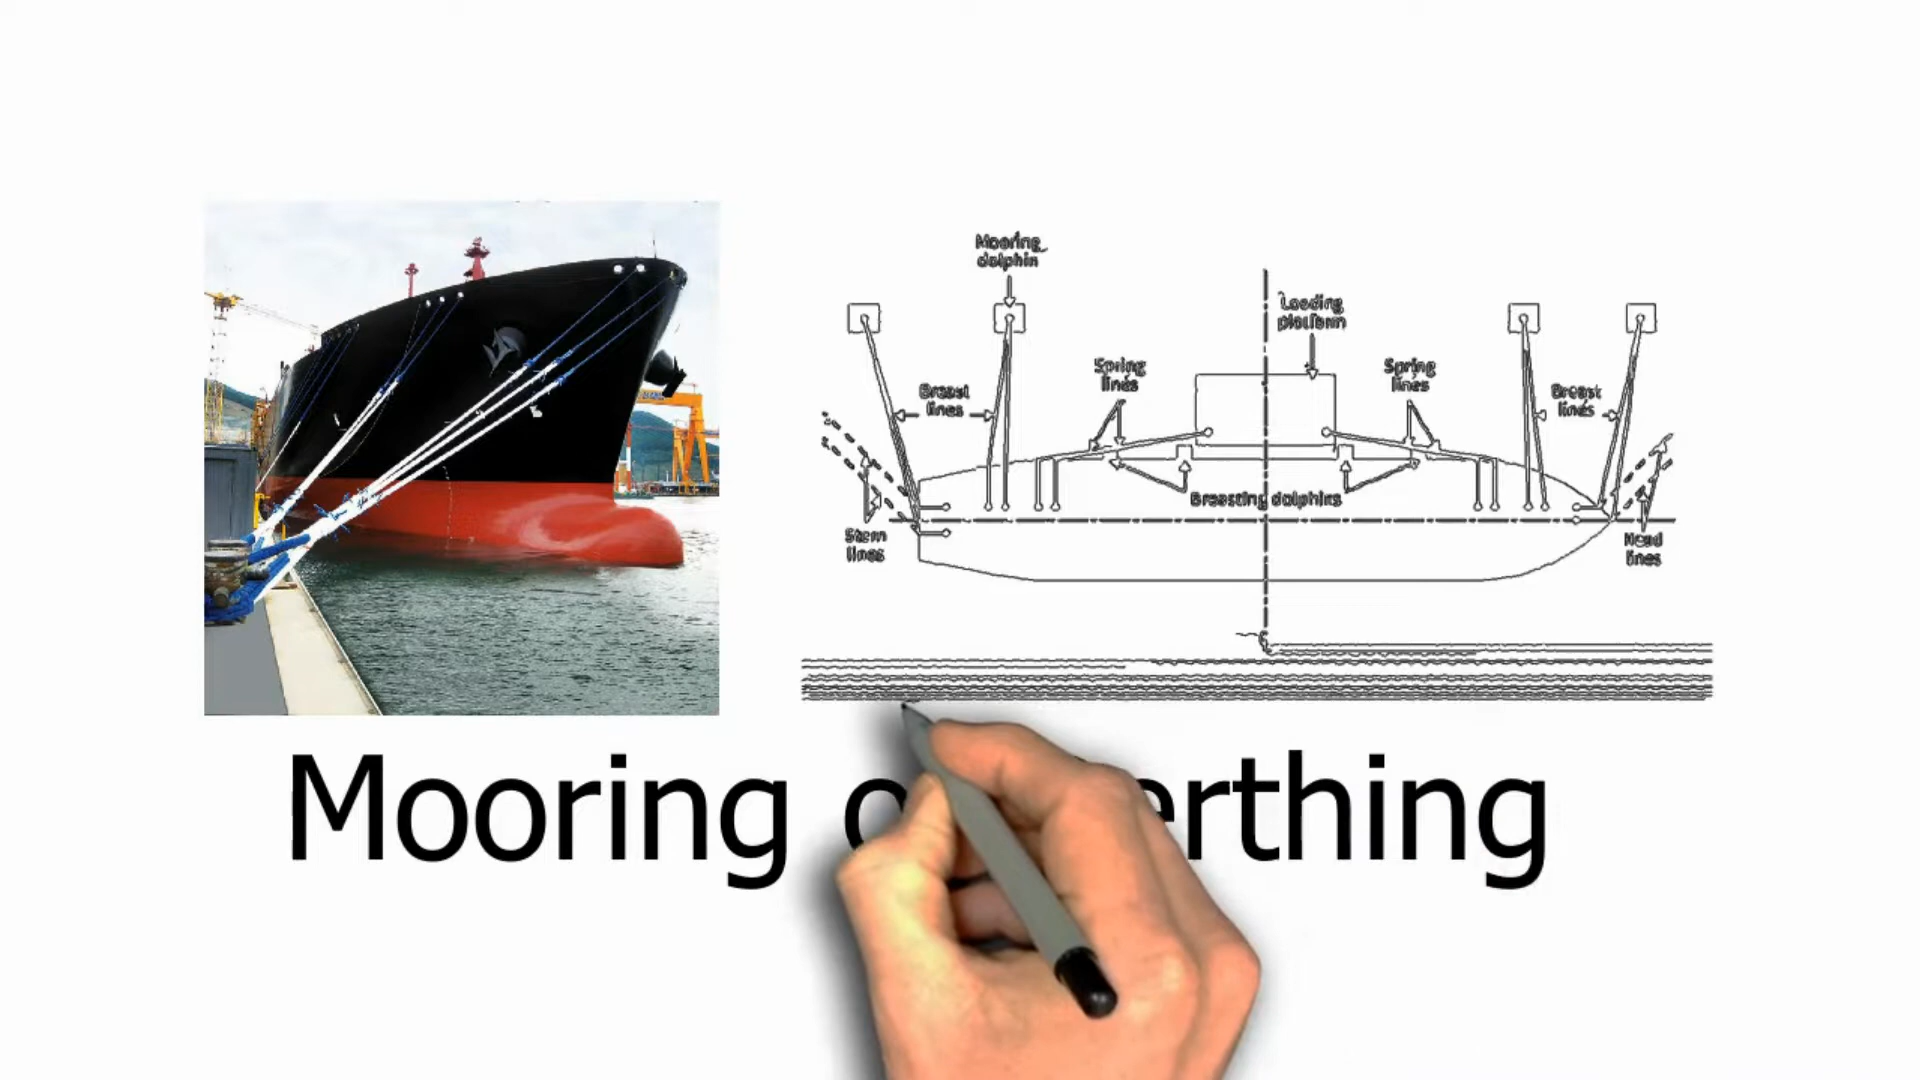 Mooring
dolphin
Loading
platform
Spring
lines
Spring
lines
Breast
lines
Breast
lines
Breasting dolphins
Stern
lines
Head
lines
Mooring o erthing